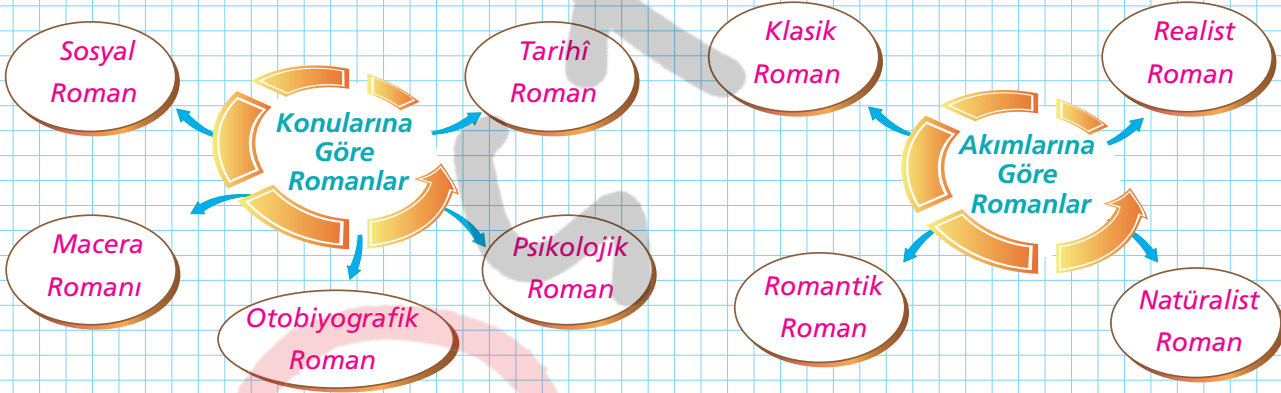 Sosyal
Roman
Tarihî
Roman
Konularına
Göre
Romanlar
Macera
Romanı
Otobiyografik
Roman
Psikolojik
Roman
Klasik
Roman
Realist
Roman
Akımlarına
Göre
Romanlar
Romantik
Roman
Natüralist
Roman